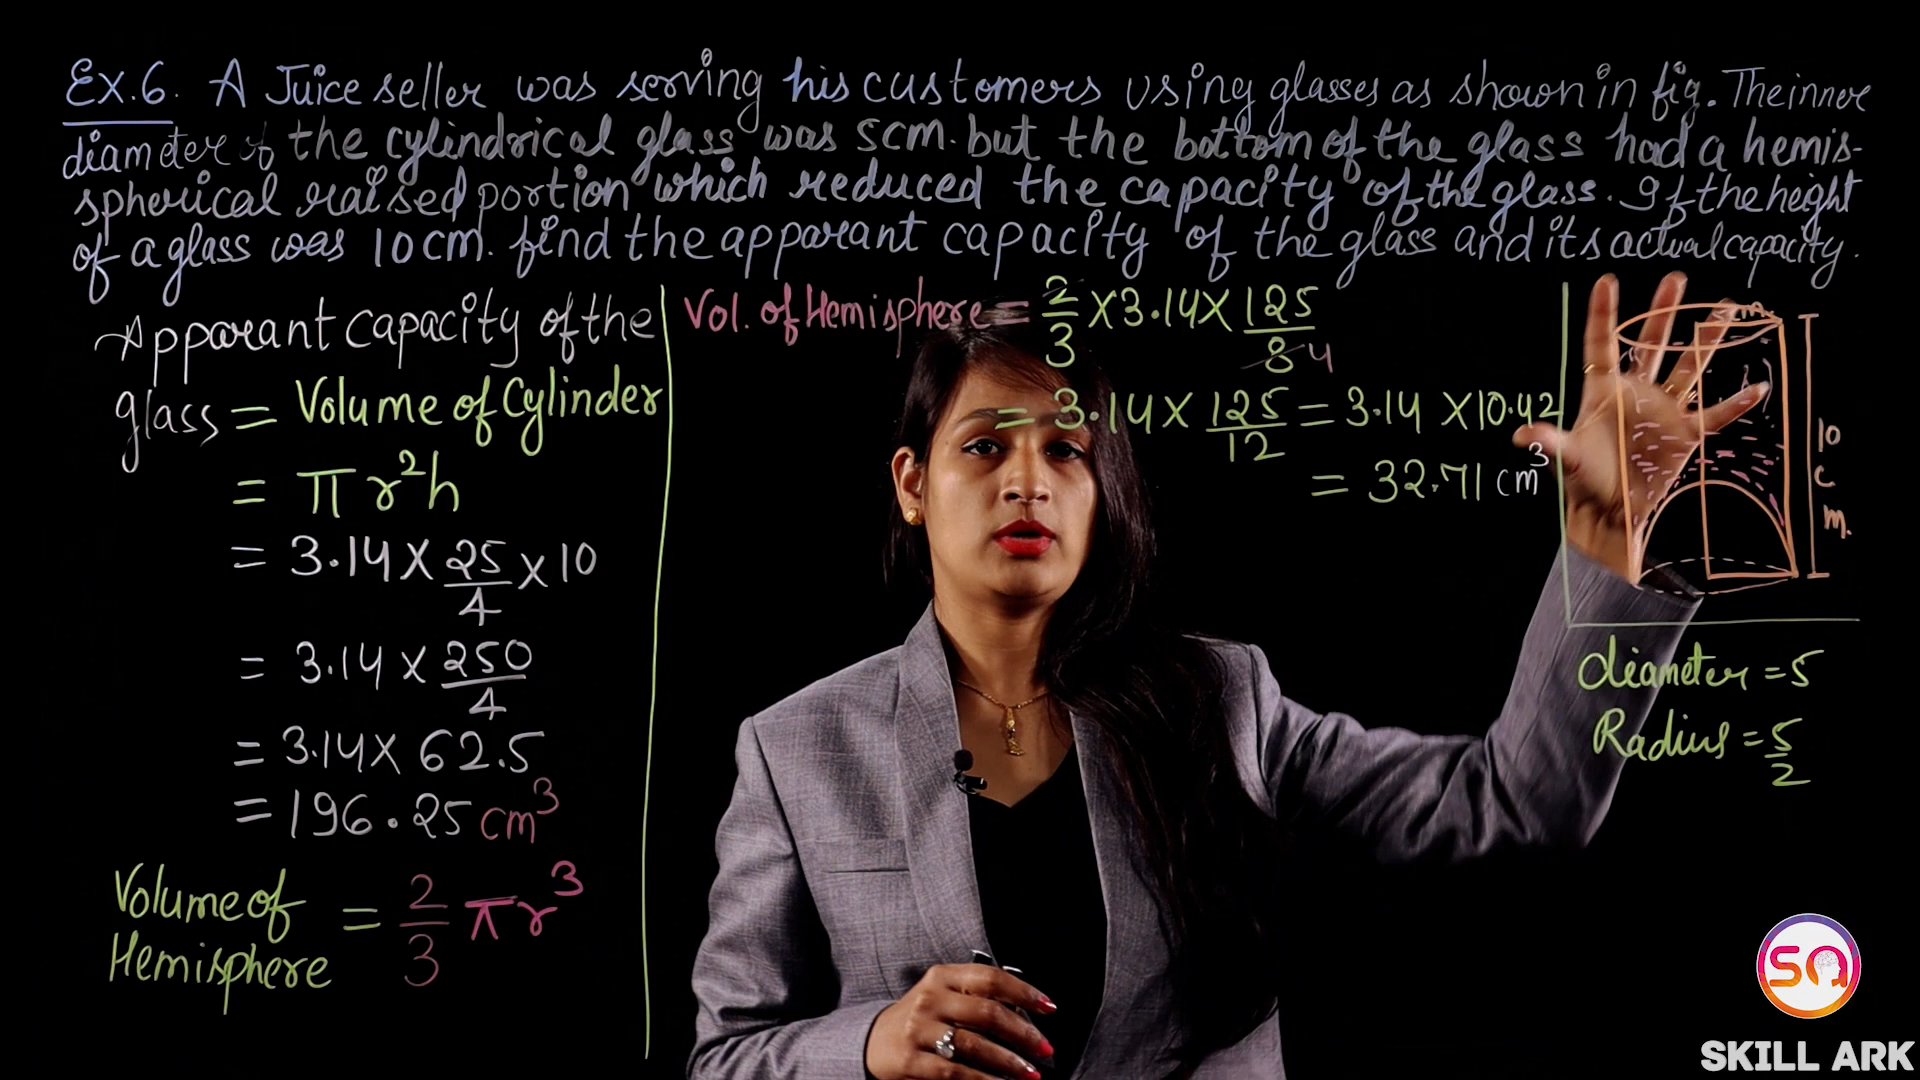 Ex.6. A Juice seller was serving his customers using glasses as shown in fig. The inner
diameter of the cylindrical glass was 5cm. but the bottom of the glass had a hemis-
spherical raised portion which reduced the capacity of the glass. If the height
of a glass was 10 cm. find the apparant capacity of the glass and its actual capacity.
Apparant capacity of the
glass = Volume of Cylinder
= πr²h
= 3.14 × 25/4 × 10
= 3.14 × 250/4
= 3.14 × 62.5
= 196.25 cm³
Volume of Hemisphere = 2/3 πr³
Vol. of Hemisphere = 2/3 × 3.14 × 125/8 4
= 3.14 × 125/12 = 3.14 × 10.42
= 32.71 cm³
5cm
10 cm.
diameter = 5
Radius = 5/2
SA
SKILL ARK